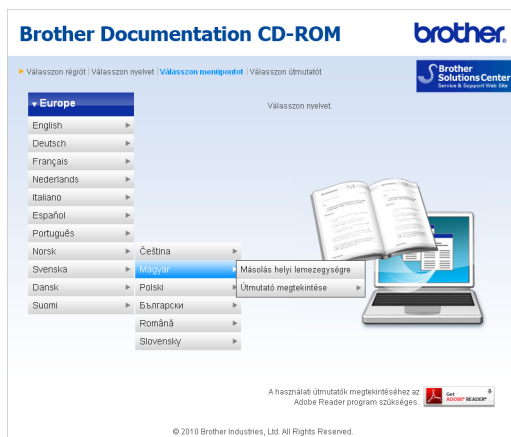 Brother Documentation CD-ROM
brother.
Válasszon régiót | Válasszon nyelvet | Válasszon menüpontot | Válasszon útmutatót
Brother
Solutions Center
Service & Support Web Site
Europe
Válasszon nyelvet.
English
Deutsch
Français
Nederlands
Italiano
Español
Português
Norsk
Svenska
Dansk
Suomi
Čeština
Magyar
Polski
Български
Română
Slovensky
Másolás helyi lemezegységre
Útmutató megtekintése
A használati útmutatók megtekintéséhez az
Adobe Reader program szükséges.
Get
ADOBE® READER®
© 2010 Brother Industries, Ltd. All Rights Reserved.